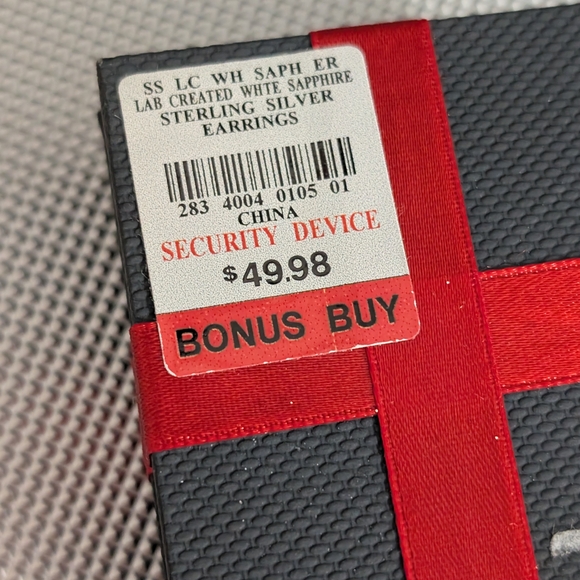 SS LC WH SAPH ER
LAB CREATED WHTE SAPPHIRE
STERLING SILVER
EARRINGS
283 4004 0105 01
CHINA
SECURITY DEVICE
$49.98
BONUS BUY